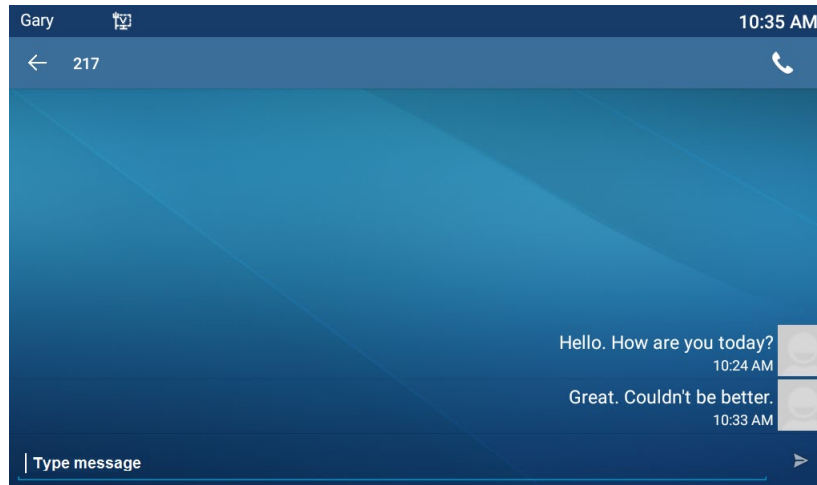 Gary
10:35 AM
217
Hello. How are you today?
10:24 AM
Great. Couldn't be better.
10:33 AM
Type message